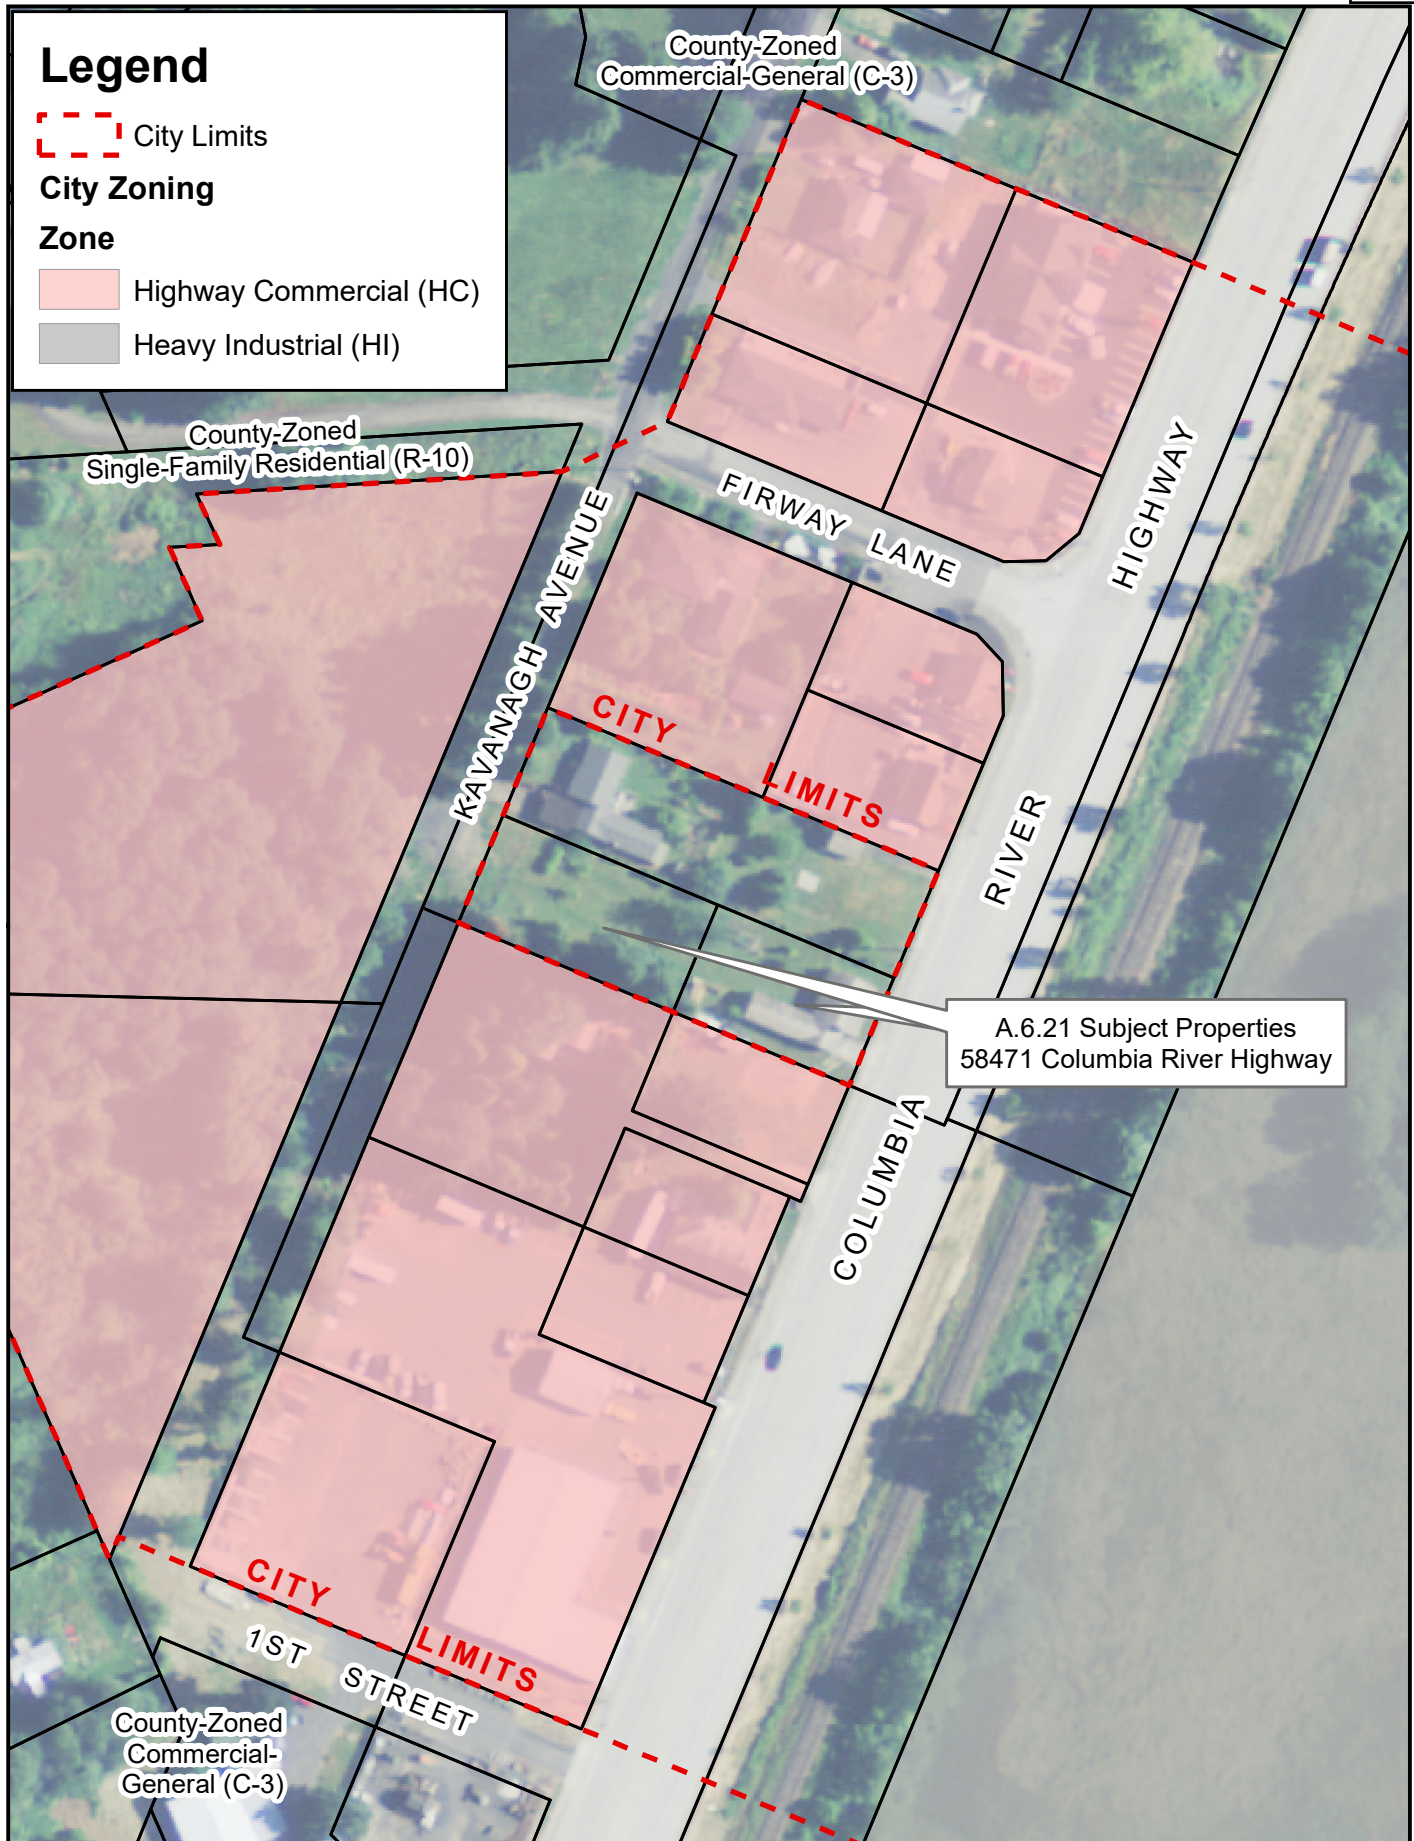 Legend
City Limits
City Zoning
Zone
Highway Commercial (HC)
Heavy Industrial (HI)
County-Zoned
Commercial-General (C-3)
County-Zoned
Single-Family Residential (R-10)
FIRWAY LANE
KAVANAGH AVENUE
HIGHWAY
RIVER
COLUMBIA
CITY
LIMITS
A.6.21 Subject Properties
58471 Columbia River Highway
CITY
LIMITS
1ST STREET
County-Zoned
Commercial-
General (C-3)